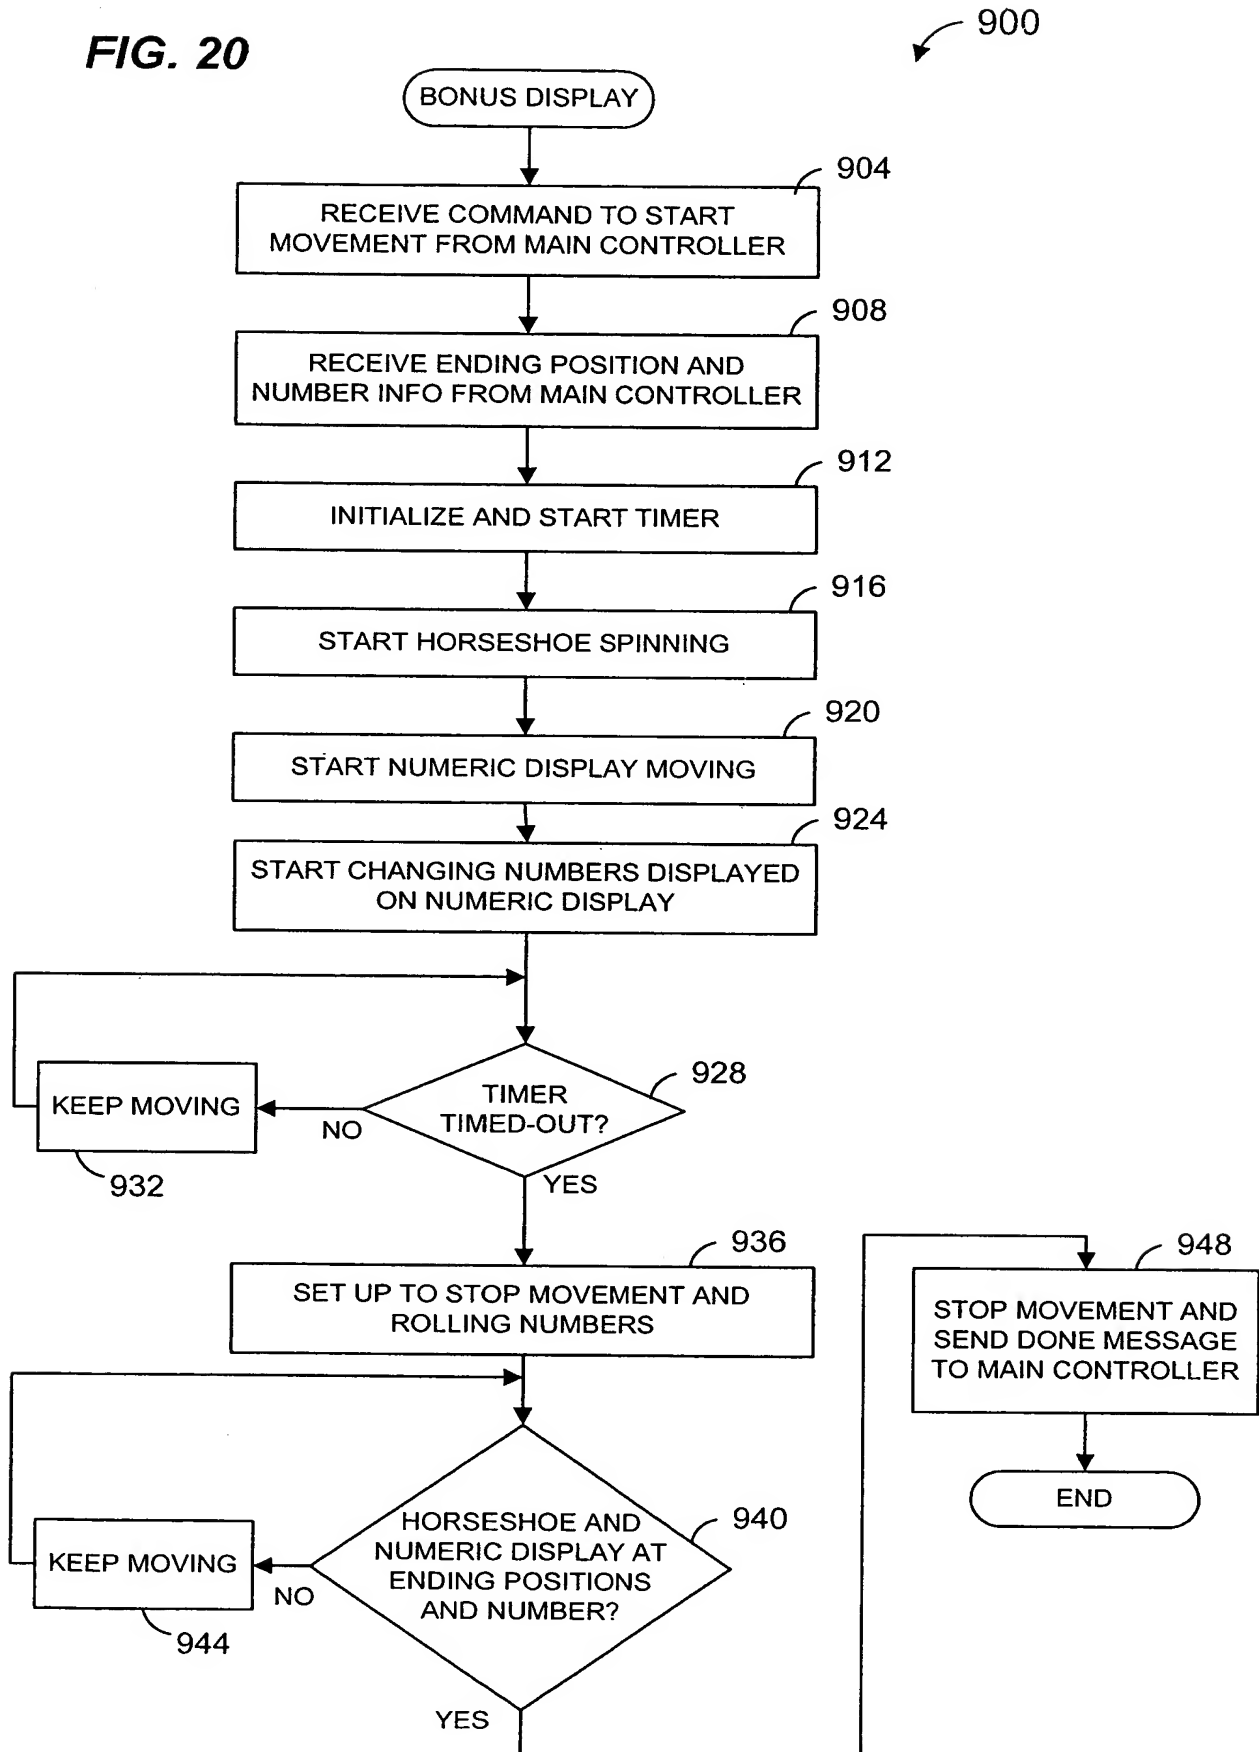 FIG. 20
900
BONUS DISPLAY
904
RECEIVE COMMAND TO START
MOVEMENT FROM MAIN CONTROLLER
908
RECEIVE ENDING POSITION AND
NUMBER INFO FROM MAIN CONTROLLER
912
INITIALIZE AND START TIMER
916
START HORSESHOE SPINNING
920
START NUMERIC DISPLAY MOVING
924
START CHANGING NUMBERS DISPLAYED
ON NUMERIC DISPLAY
928
TIMER
TIMED-OUT?
NO
KEEP MOVING
932
YES
936
SET UP TO STOP MOVEMENT AND
ROLLING NUMBERS
940
HORSESHOE AND
NUMERIC DISPLAY AT
ENDING POSITIONS
AND NUMBER?
NO
KEEP MOVING
944
YES
948
STOP MOVEMENT AND
SEND DONE MESSAGE
TO MAIN CONTROLLER
END